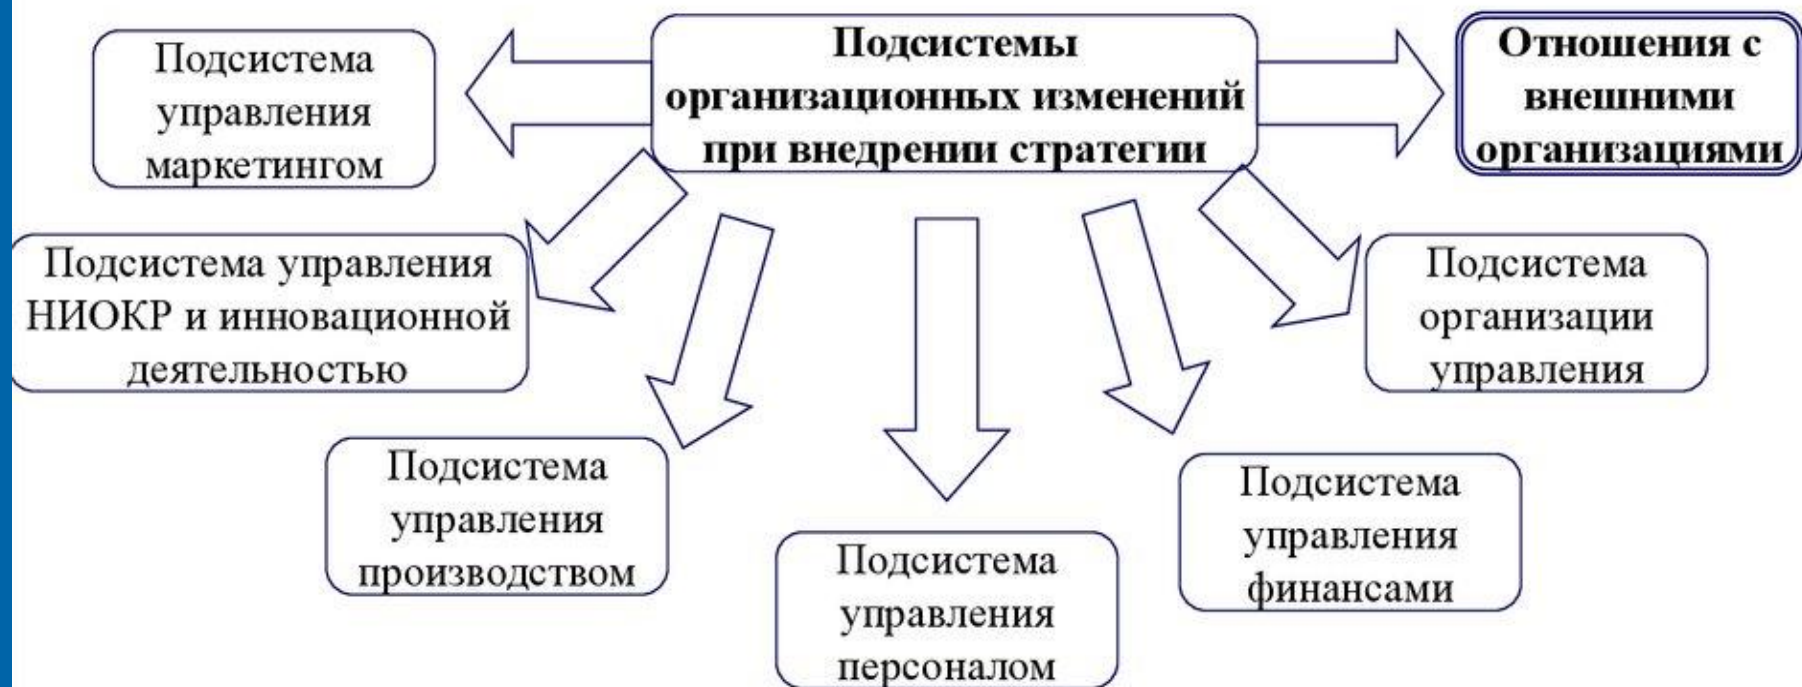 Подсистема
управления
маркетингом
Подсистемы
организационных изменений
при внедрении стратегии
Отношения с
внешними
организациями
Подсистема управления
НИОКР и инновационной
деятельностью
Подсистема
организации
управления
Подсистема
управления
производством
Подсистема
управления
персоналом
Подсистема
управления
финансами